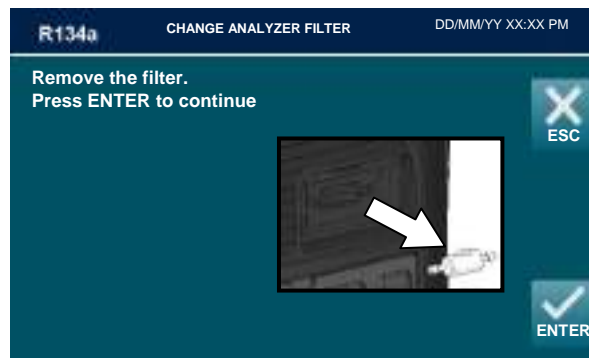 R134a
CHANGE ANALYZER FILTER
DD/MM/YY XX:XX PM
Remove the filter.
Press ENTER to continue
ESC
ENTER